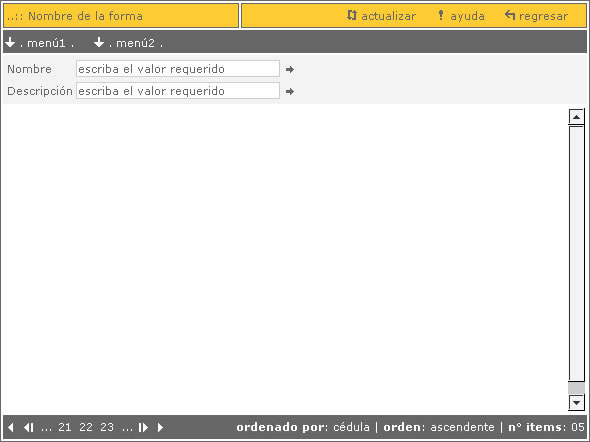 ..:: Nombre de la forma actualizar ayuda regresar
. menú1 . . menú2 .
Nombre escriba el valor requerido
Descripción escriba el valor requerido
... 21 22 23 ... ordenado por: cédula | orden: ascendente | n° items: 05